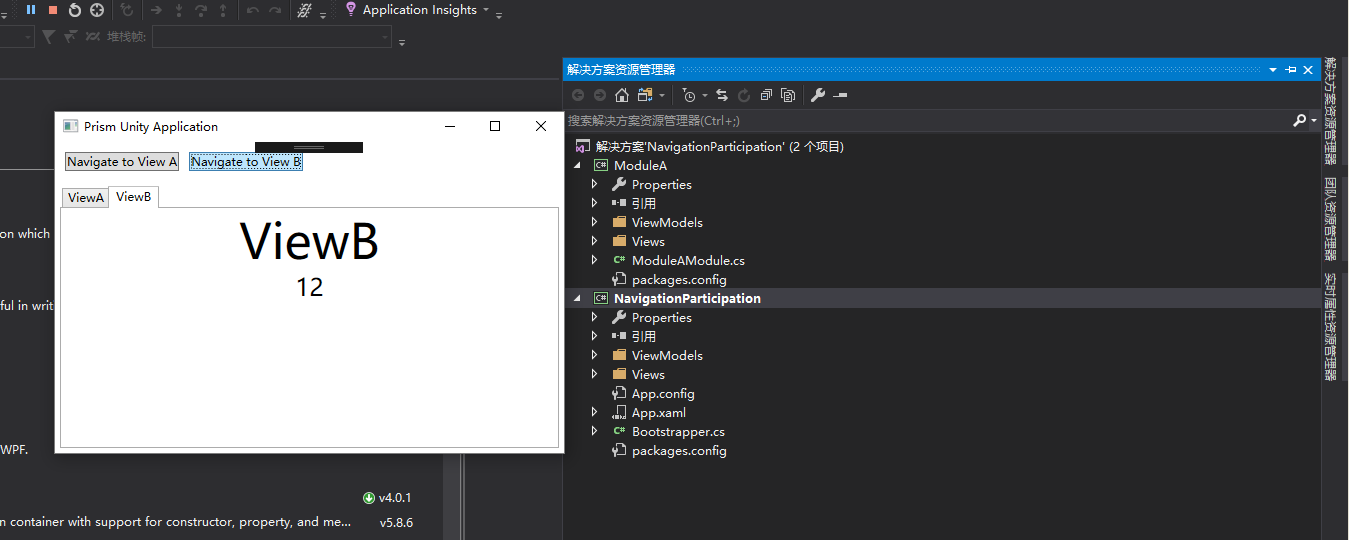 Application Insights
堆栈帧:
解决方案资源管理器
搜索解决方案资源管理器(Ctrl+;)
解决方案'NavigationParticipation' (2 个项目)
ModuleA
Properties
引用
ViewModels
Views
ModuleAModule.cs
packages.config
NavigationParticipation
Properties
引用
ViewModels
Views
App.config
App.xaml
Bootstrapper.cs
packages.config
Prism Unity Application
Navigate to View A
Navigate to View B
ViewA
ViewB
ViewB
12
on which
ful in writ
WPF.
v4.0.1
n container with support for constructor, property, and me...
v5.8.6
解决方案资源管理器
团队资源管理器
实时属性资源管理器